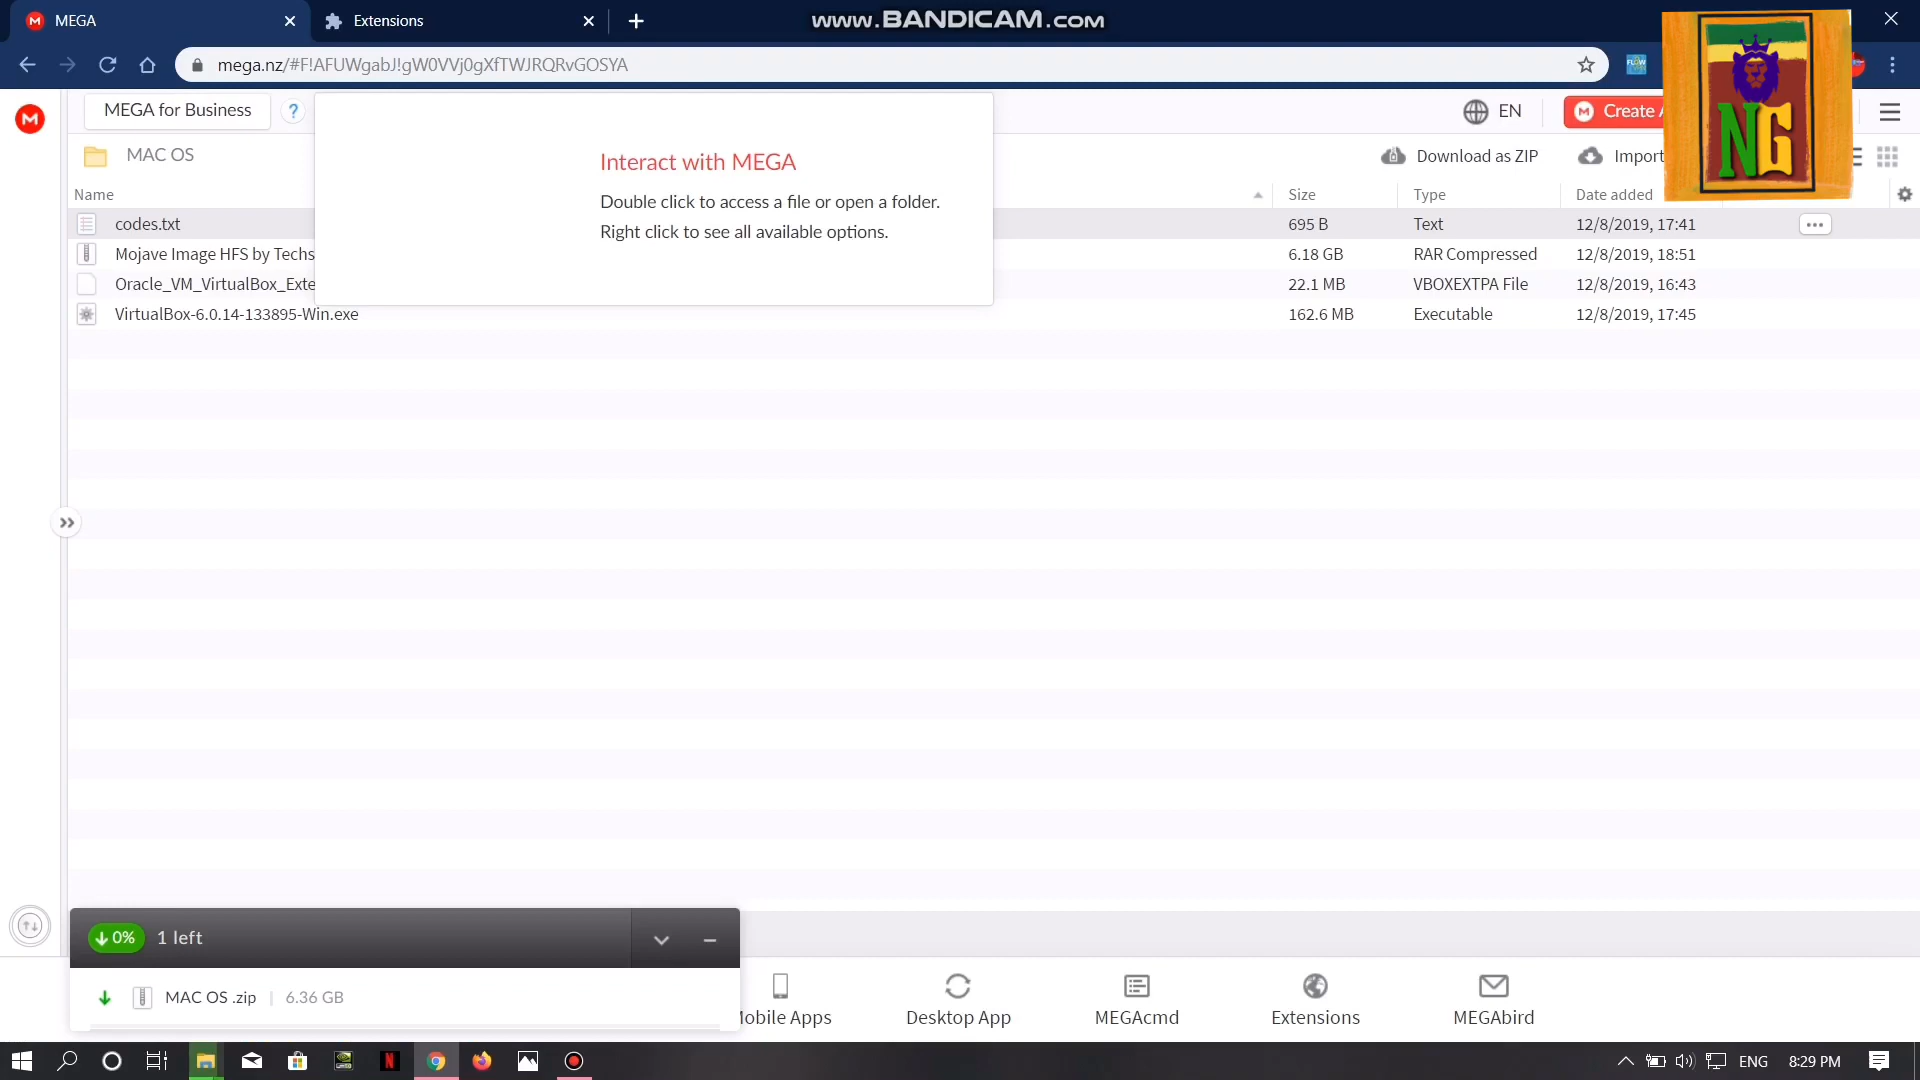 MEGA
Extensions
www.BANDICAM.com
mega.nz/#F!AFUWgabJ!gW0VVj0gXfTWJRQRvGOSYA
MEGA for Business
?
EN
Create A
NG
MAC OS
Interact with MEGA
Double click to access a file or open a folder.
Right click to see all available options.
Download as ZIP
Import
Name
Size
Type
Date added
codes.txt
695 B
Text
12/8/2019, 17:41
Mojave Image HFS by Techs
6.18 GB
RAR Compressed
12/8/2019, 18:51
Oracle_VM_VirtualBox_Exte
22.1 MB
VBOXEXTPA File
12/8/2019, 16:43
VirtualBox-6.0.14-133895-Win.exe
162.6 MB
Executable
12/8/2019, 17:45
0%
1 left
MAC OS .zip
6.36 GB
Mobile Apps
Desktop App
MEGAcmd
Extensions
MEGAbird
ENG
8:29 PM